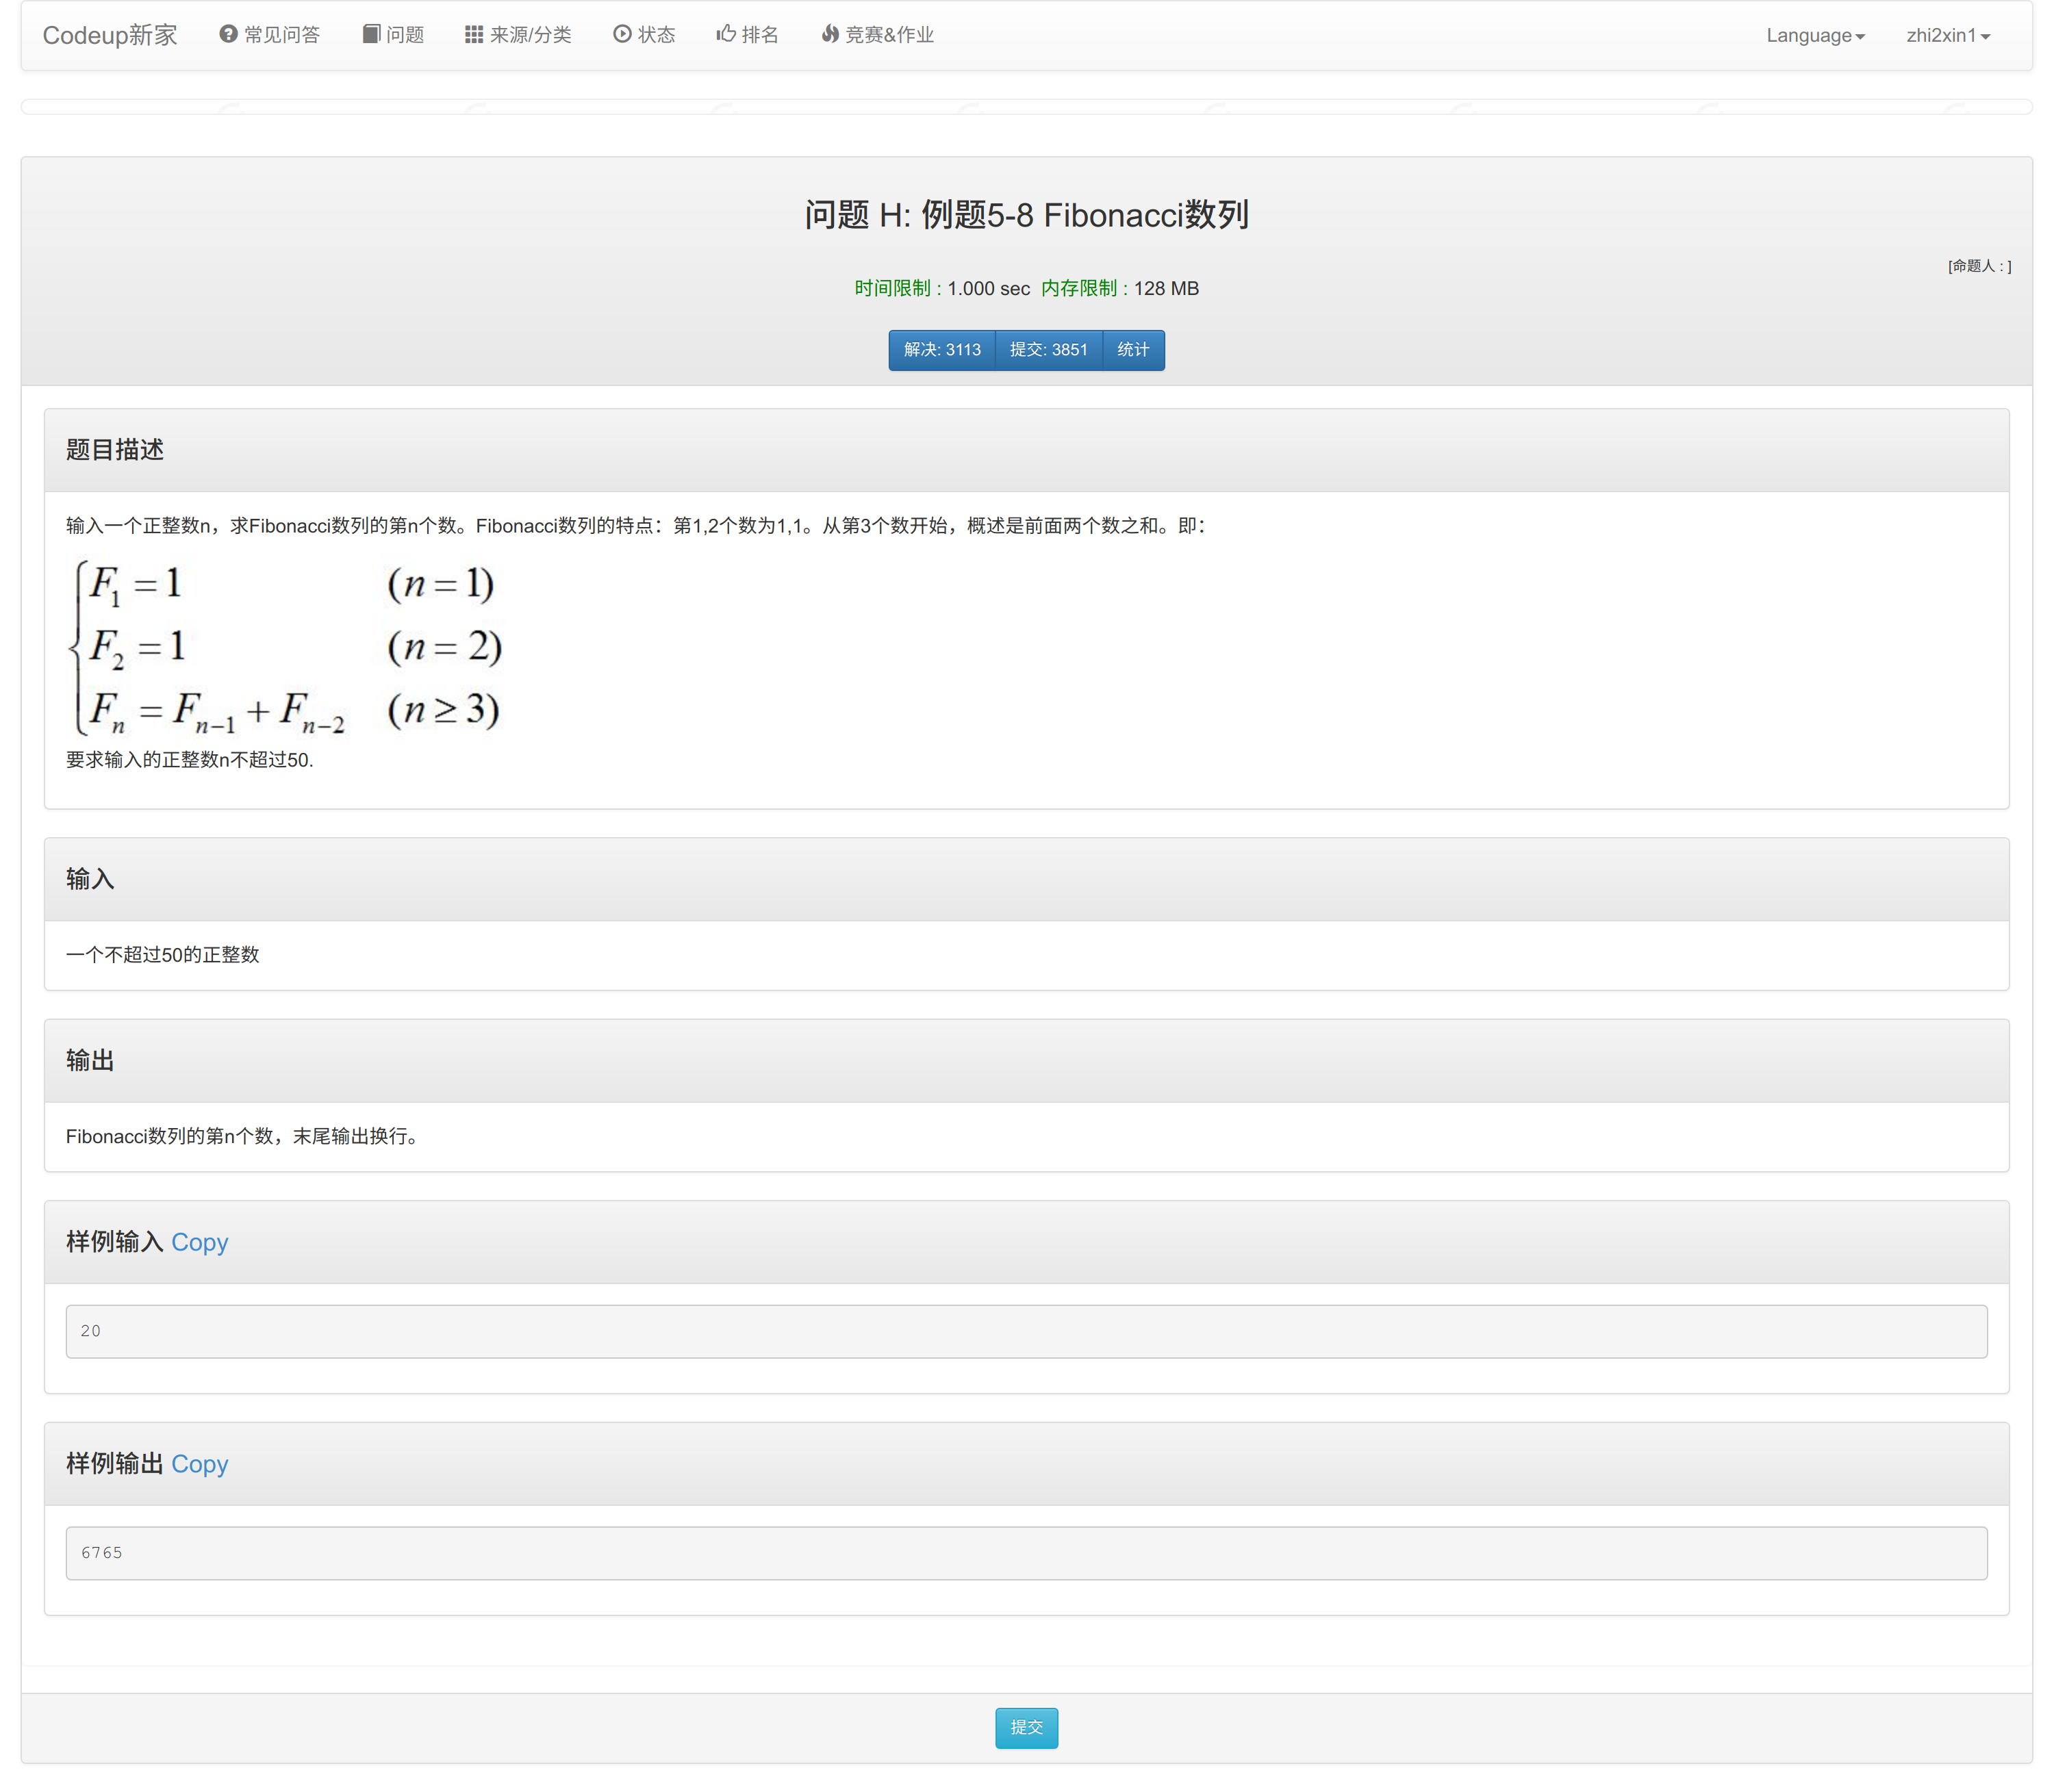 Codeup新家 常见问答 问题 来源/分类 状态 排名 竞赛&作业 Language zhi2xin1
问题 H: 例题5-8 Fibonacci数列
[命题人 : ]
时间限制 : 1.000 sec 内存限制 : 128 MB
解决: 3113 提交: 3851 统计
题目描述
输入一个正整数n，求Fibonacci数列的第n个数。Fibonacci数列的特点：第1,2个数为1,1。从第3个数开始，概述是前面两个数之和。即：
F₁ = 1 (n = 1)
F₂ = 1 (n = 2)
Fₙ = Fₙ₋₁ + Fₙ₋₂ (n ≥ 3)
要求输入的正整数n不超过50.
输入
一个不超过50的正整数
输出
Fibonacci数列的第n个数，末尾输出换行。
样例输入 Copy
20
样例输出 Copy
6765
提交